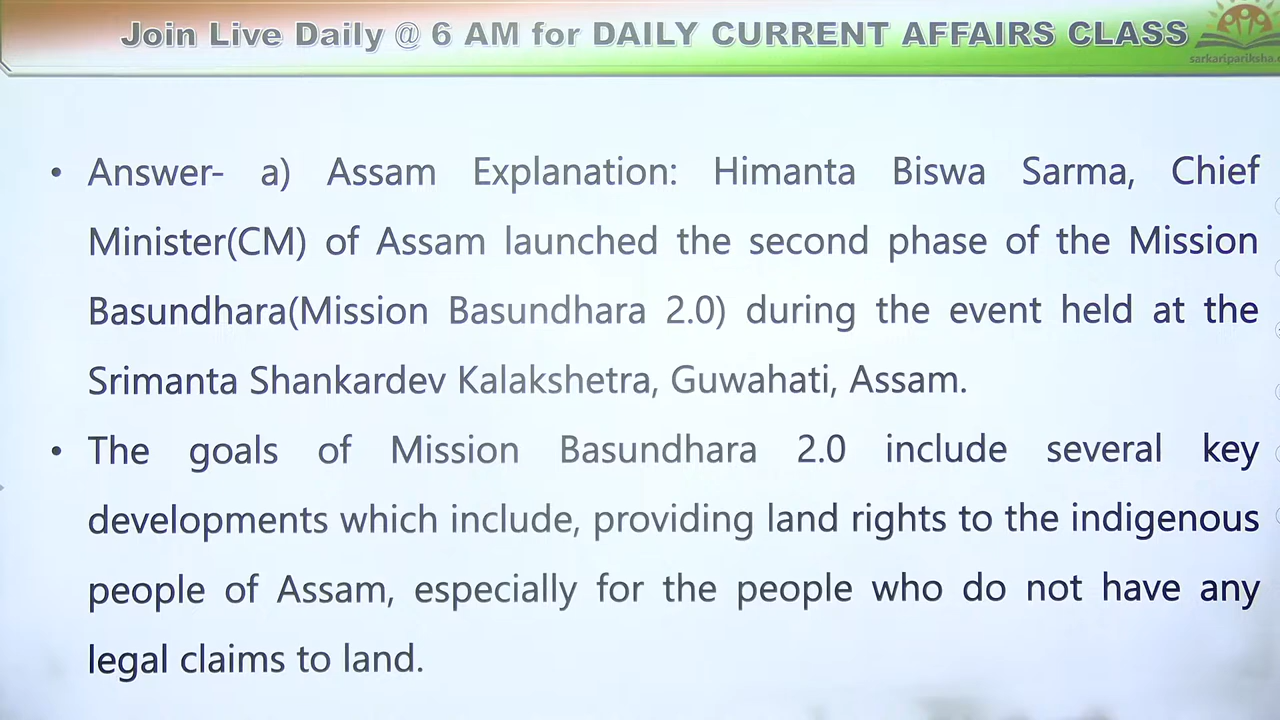 Join Live Daily @ 6 AM for DAILY CURRENT AFFAIRS CLASS
• Answer- a) Assam Explanation: Himanta Biswa Sarma, Chief
Minister(CM) of Assam launched the second phase of the Mission
Basundhara(Mission Basundhara 2.0) during the event held at the
Srimanta Shankardev Kalakshetra, Guwahati, Assam.
• The goals of Mission Basundhara 2.0 include several key
developments which include, providing land rights to the indigenous
people of Assam, especially for the people who do not have any
legal claims to land.